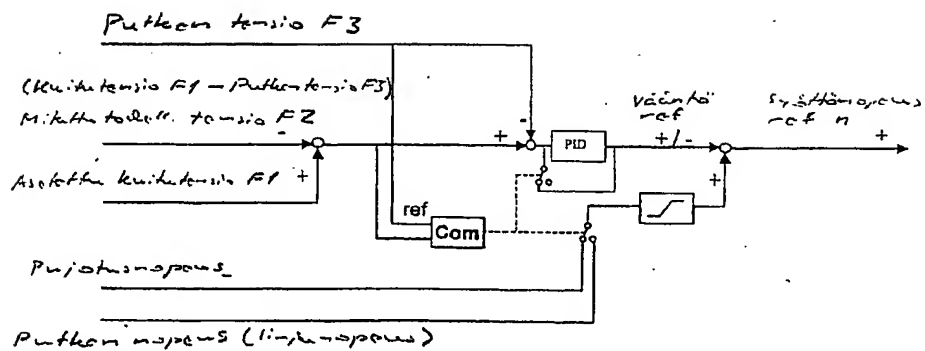 Putken tensio F3
(Kuitutensio F1 - Putkentensio F3)
Mitattu todell. tensio F2
-
+
Asetettu kuitutensio F1
+
-
PID
vääntö
ref
+/-
syöttönopeus
ref n
+
+
ref
Com
Pujotusnopeus
Putken nopeus (linjanopeus)